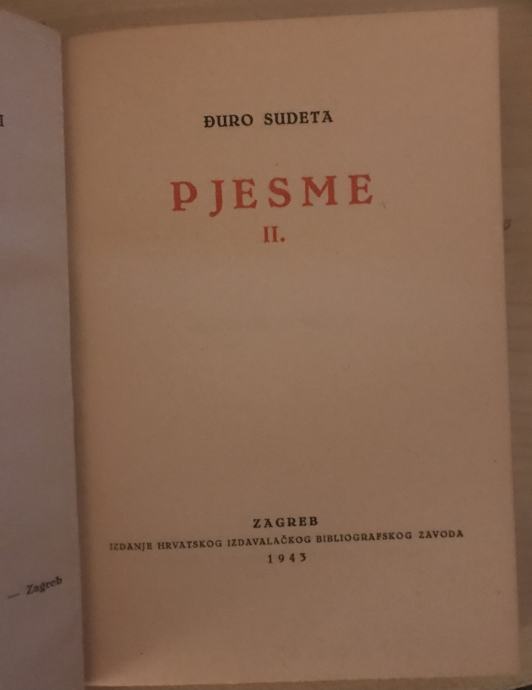 I
ĐURO SUDETA
PJESME
II.
ZAGREB
IZDANJE HRVATSKOG IZDAVALAČKOG BIBLIOGRAFSKOG ZAVODA
1943
— Zagreb